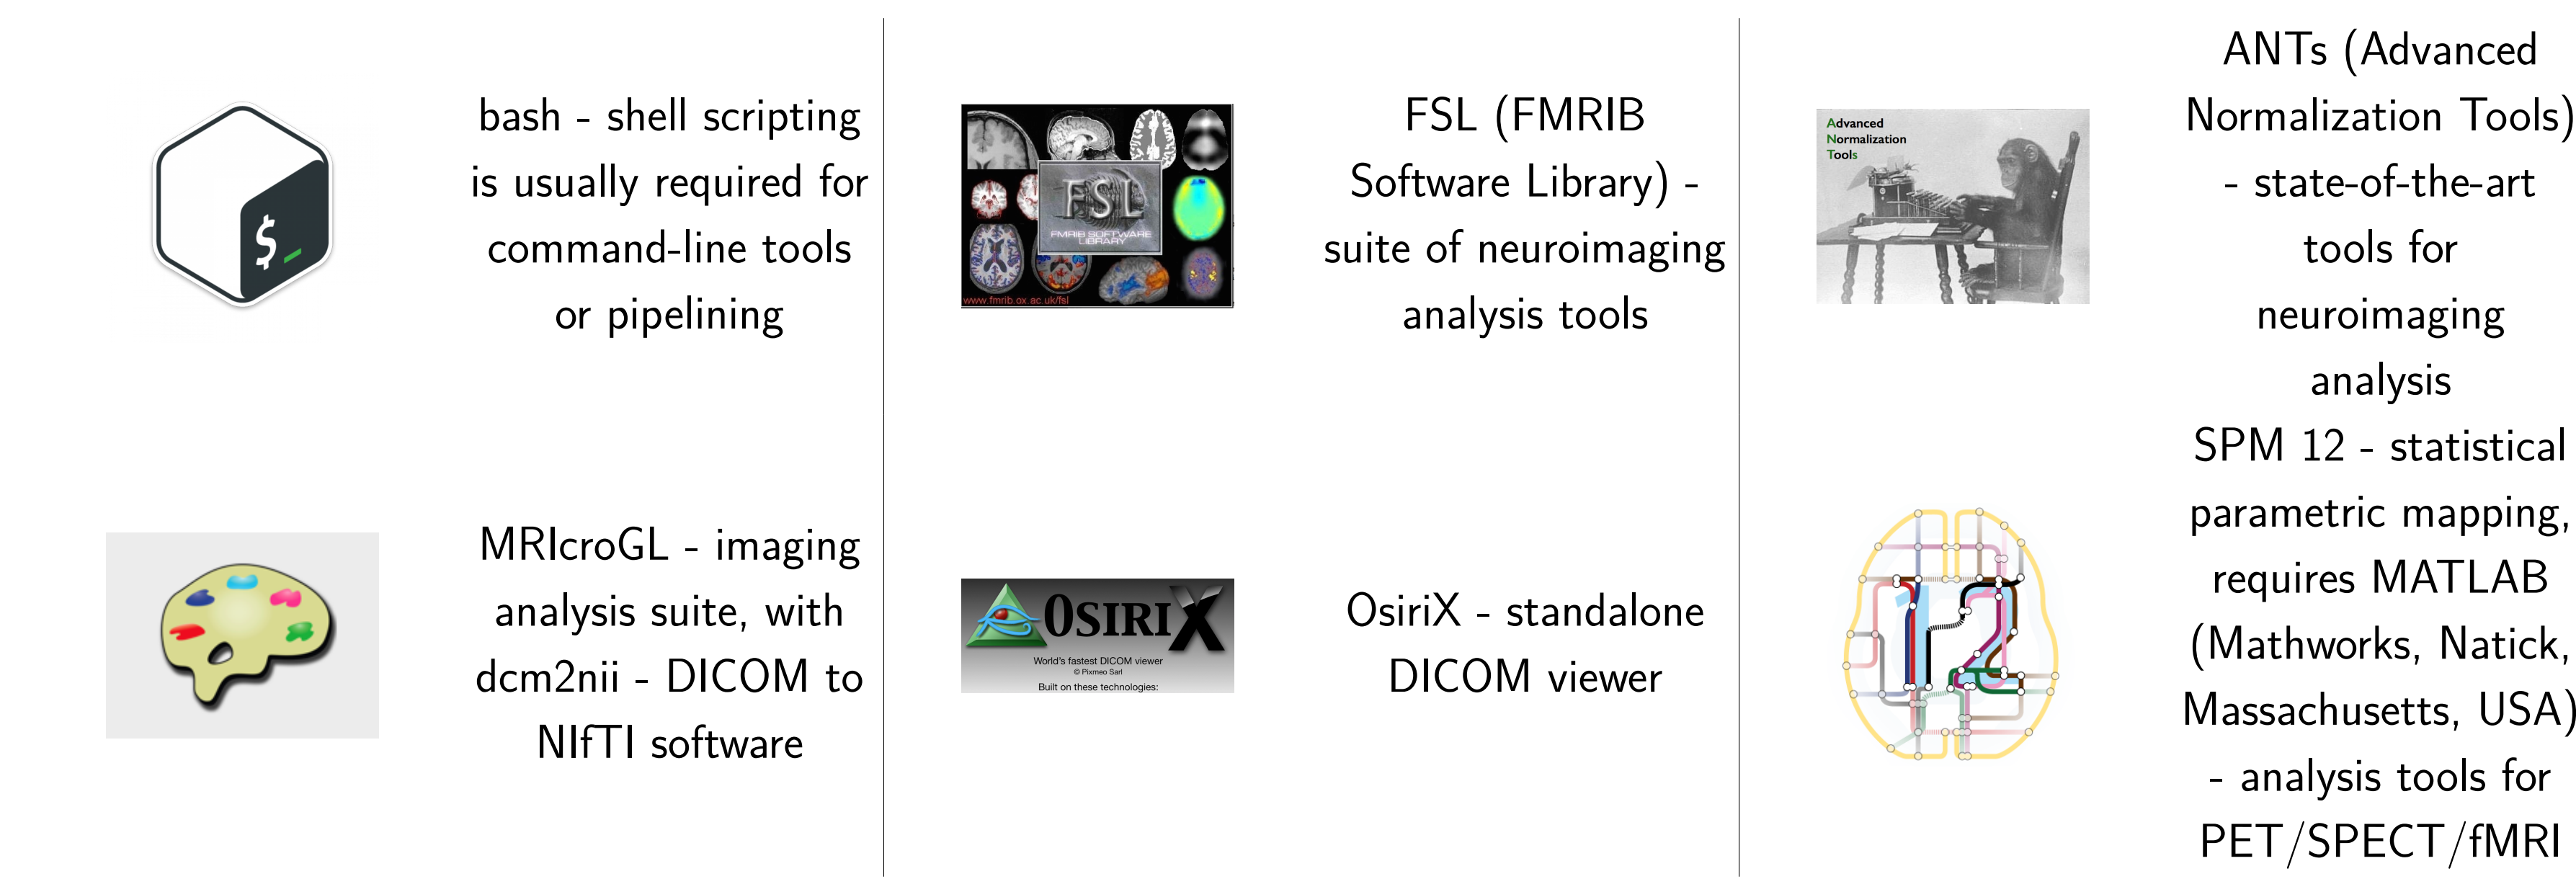 $_
bash - shell scripting
is usually required for
command-line tools
or pipelining
FSL
FMRIB SOFTWARE
LIBRARY
www.fmrib.ox.ac.uk/fsl
FSL (FMRIB
Software Library) -
suite of neuroimaging
analysis tools
Advanced
Normalization
Tools
ANTs (Advanced
Normalization Tools)
- state-of-the-art
tools for
neuroimaging
analysis
MRIcroGL - imaging
analysis suite, with
dcm2nii - DICOM to
NIfTI software
OSIRIX
World's fastest DICOM viewer
© Pixmeo Sarl
Built on these technologies:
OsiriX - standalone
DICOM viewer
12
SPM 12 - statistical
parametric mapping,
requires MATLAB
(Mathworks, Natick,
Massachusetts, USA)
- analysis tools for
PET/SPECT/fMRI